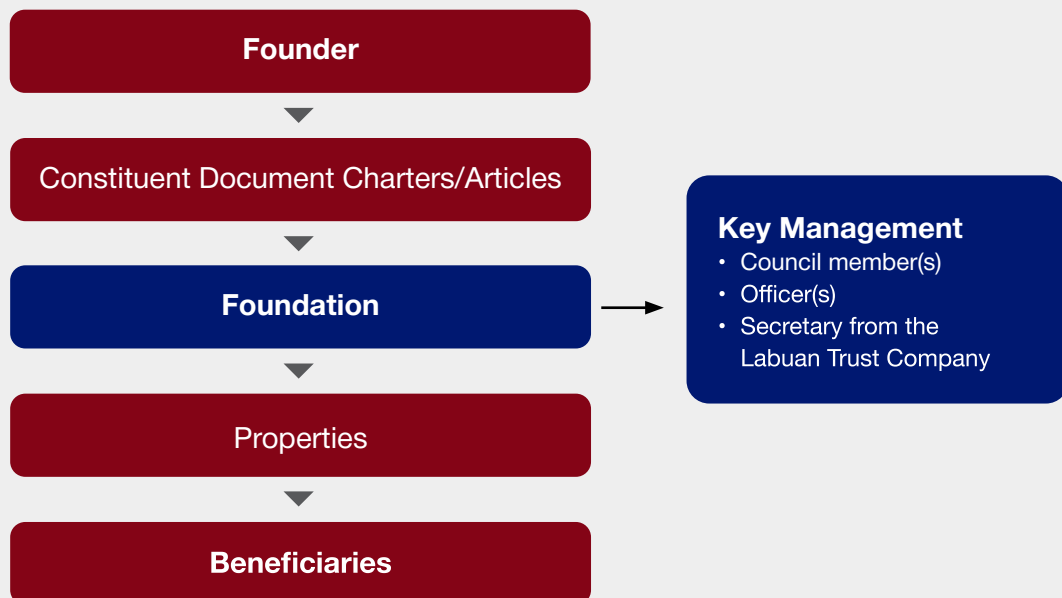 Founder
Constituent Document Charters/Articles
Foundation
Properties
Beneficiaries
Key Management
• Council member(s)
• Officer(s)
• Secretary from the
Labuan Trust Company